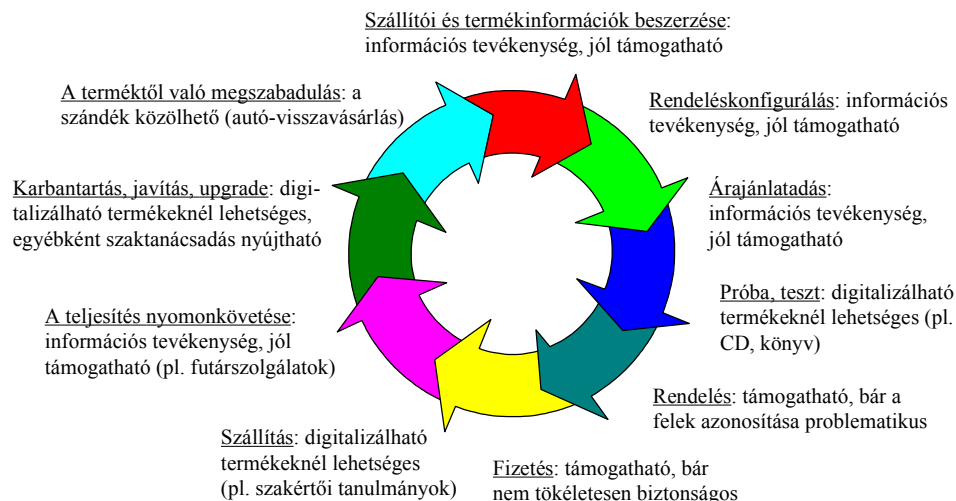 Szállítói és termékinformációk beszerzése:
információs tevékenység, jól támogatható
Rendeléskonfigurálás: információs
tevékenység, jól támogatható
Árajánlatadás:
információs tevékenység,
jól támogatható
Próba, teszt: digitalizálható
termékeknél lehetséges (pl.
CD, könyv)
Rendelés: támogatható, bár a
felek azonosítása problematikus
Fizetés: támogatható, bár
nem tökéletesen biztonságos
Szállítás: digitalizálható
termékeknél lehetséges
(pl. szakértői tanulmányok)
A teljesítés nyomonkövetése:
információs tevékenység, jól
támogatható (pl. futárszolgálatok)
Karbantartás, javítás, upgrade: digi-
talizálható termékeknél lehetséges,
egyébként szaktanácsadás nyújtható
A terméktől való megszabadulás: a
szándék közölhető (autó-visszavásárlás)